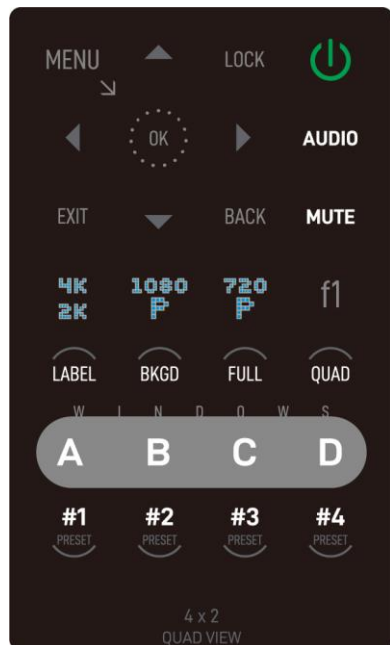 MENU LOCK
OK AUDIO
EXIT BACK MUTE
4K 1080 720 f1
2K P P
LABEL BKGD FULL QUAD
W I N D O W S
A B C D
#1 #2 #3 #4
PRESET PRESET PRESET PRESET
4 x 2
QUAD VIEW